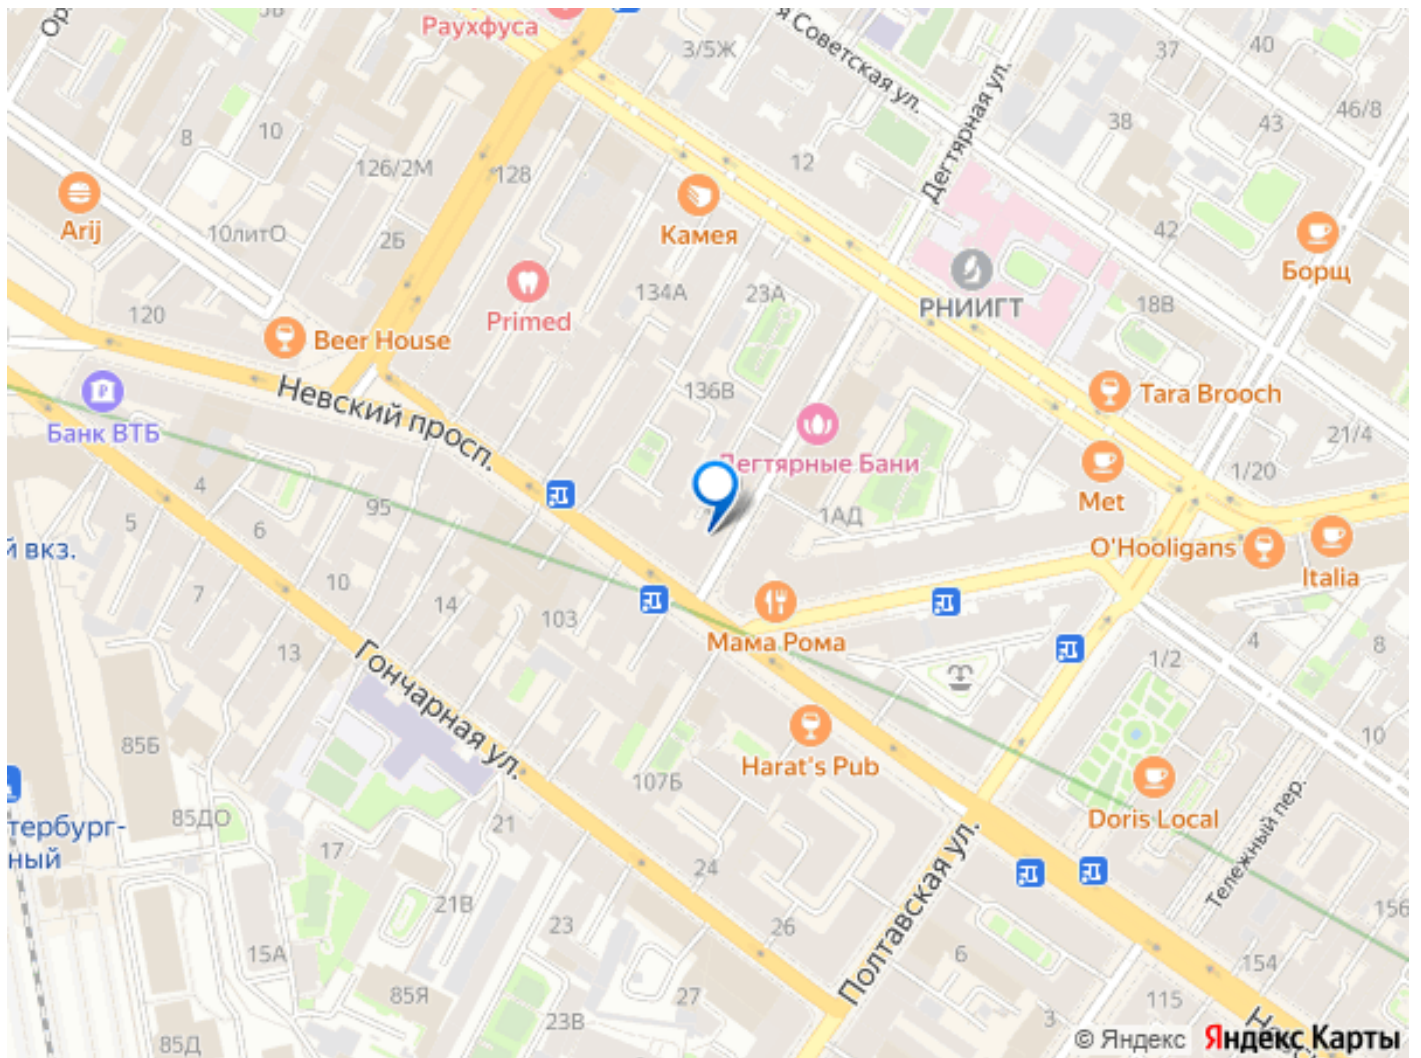 Раухфуса
3/5Ж
я Советская ул.
37
40
46/8
43
38
Дегтярная ул.
8
10
126/2М
128
12
Arij
10литО
2Б
Камея
42
Борщ
134А
23А
РНИИГТ
18В
120
Primed
Beer House
136В
Tara Brooch
Невский просп.
Банк ВТБ
Дегтярные Бани
21/4
1/20
4
95
Met
5
6
1АД
й вкз.
O'Hooligans
Italia
10
7
14
103
Мама Рома
4
8
13
1/2
Гончарная ул.
85Б
Harat's Pub
107Б
10
85ДО
тербург-
ный
21
Doris Local
Тележный пер.
17
24
Полтавская ул.
21В
23
26
156
15А
6
154
85Я
27
115
23В
3
85Д
© Яндекс Яндекс Карты